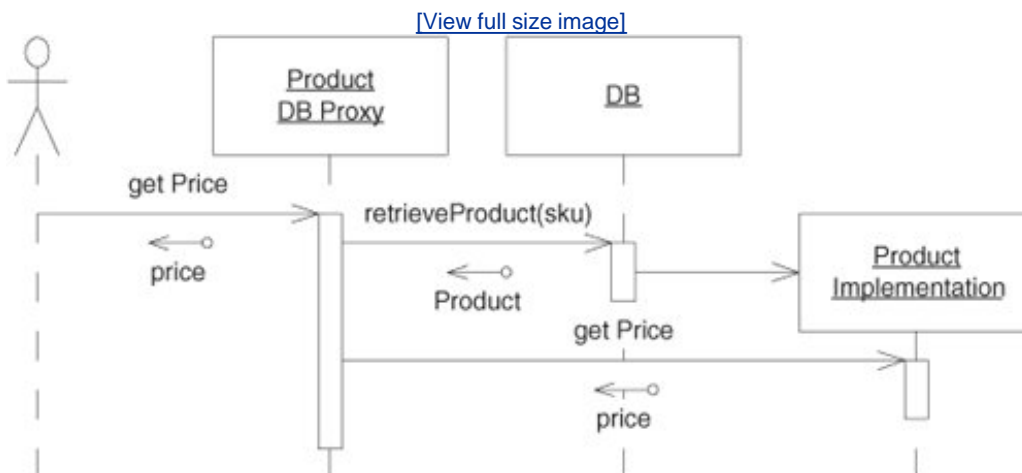 [View full size image]
Product
DB Proxy
DB
get Price
retrieveProduct(sku)
price
Product
Product
Implementation
get Price
price